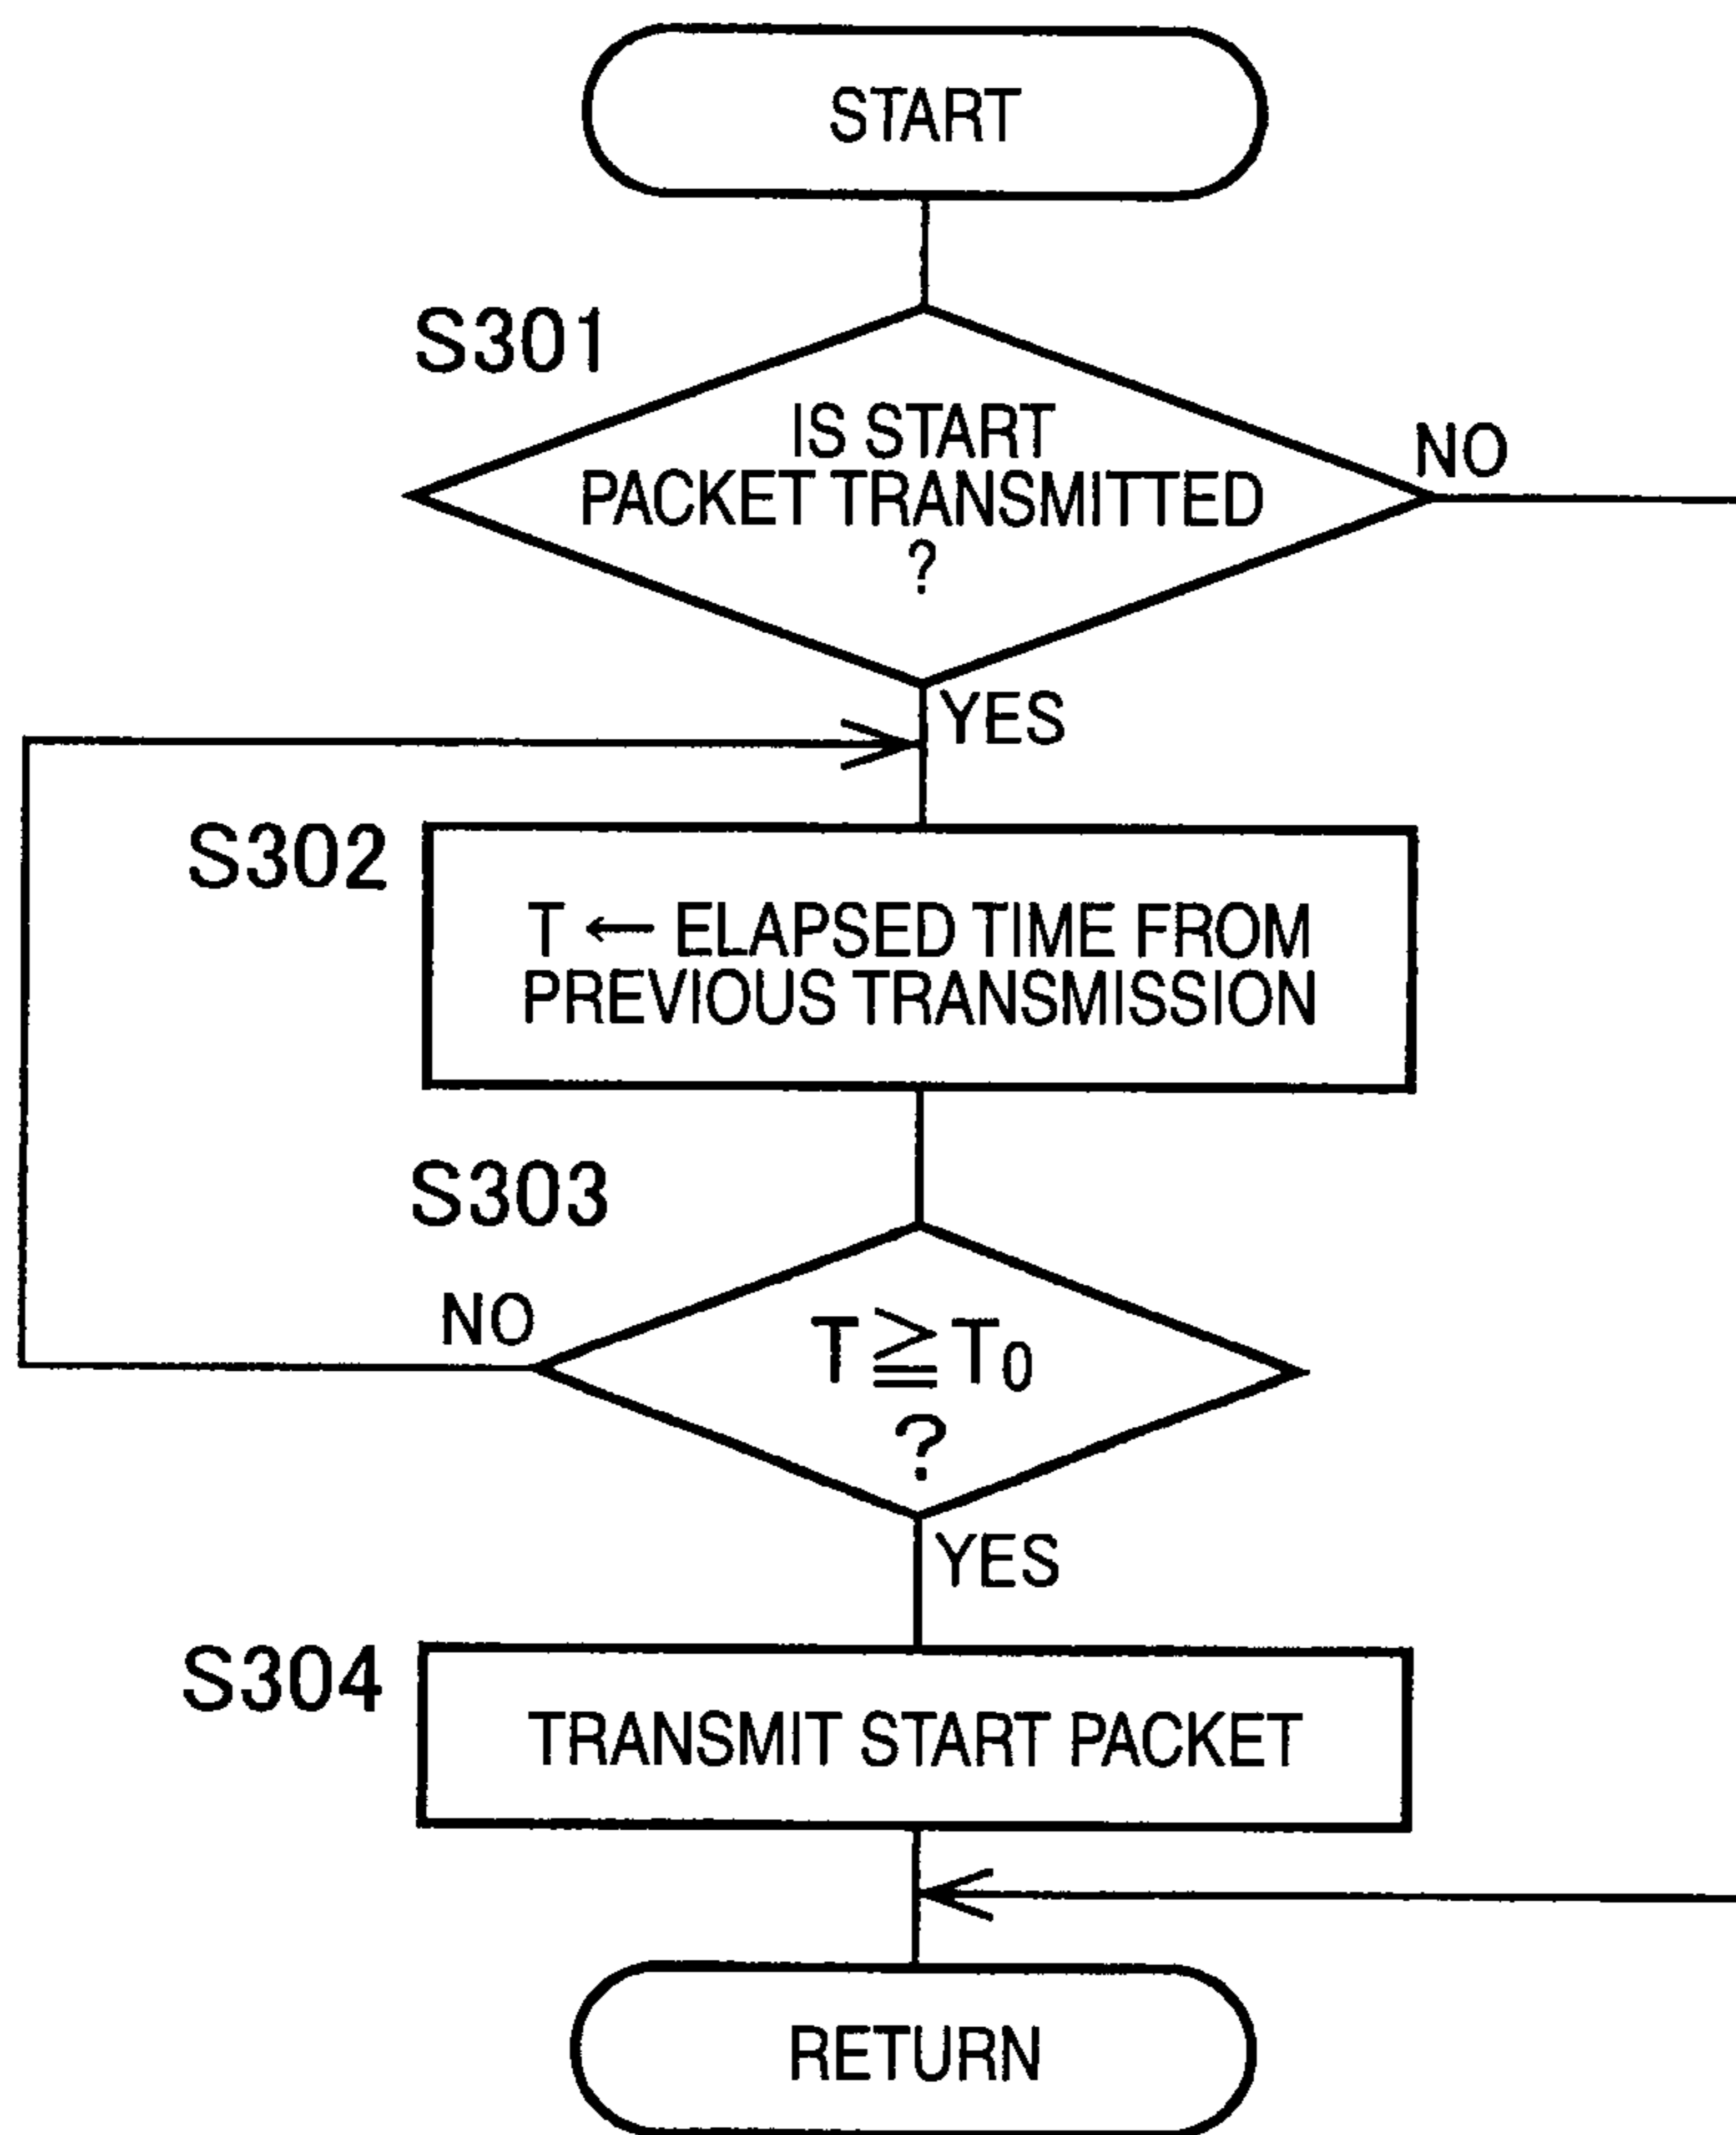 START
S301
IS START
PACKET TRANSMITTED
?
NO
YES
S302
T ← ELAPSED TIME FROM
PREVIOUS TRANSMISSION
S303
NO
T ≧ T0
?
YES
S304
TRANSMIT START PACKET
RETURN